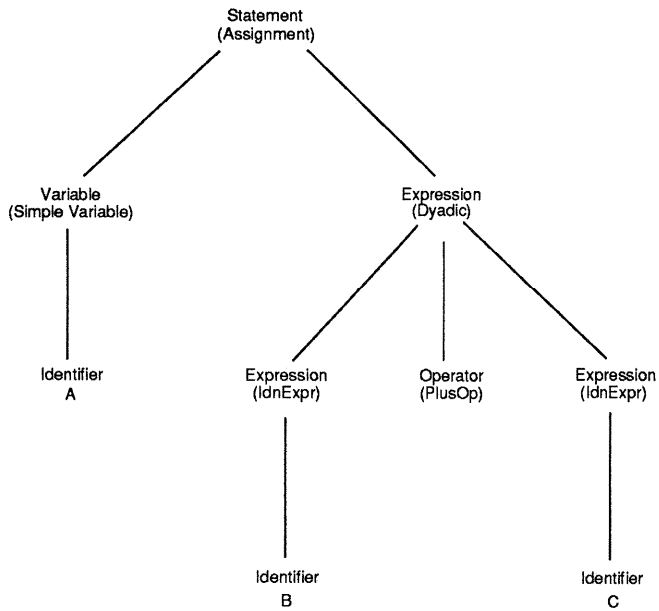 Statement
(Assignment)
Variable
(Simple Variable)
Expression
(Dyadic)
Identifier
A
Expression
(IdnExpr)
Operator
(PlusOp)
Expression
(IdnExpr)
Identifier
B
Identifier
C